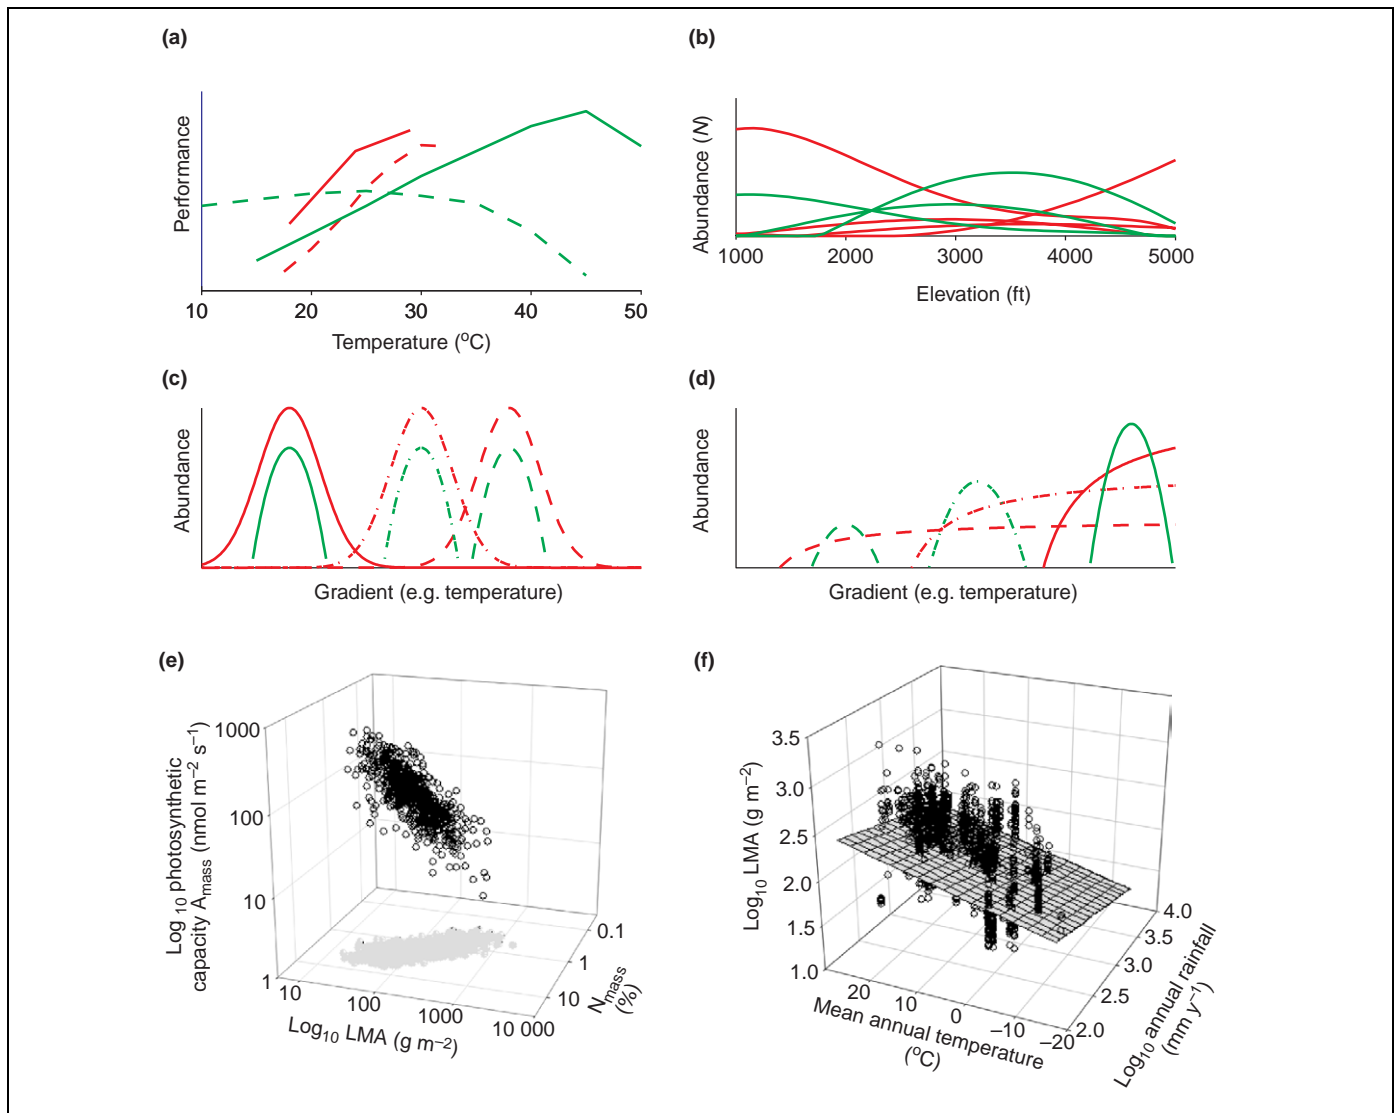 (a)
Performance
10 20 30 40 50
Temperature (°C)
(b)
Abundance (N)
1000 2000 3000 4000 5000
Elevation (ft)
(c)
Abundance
Gradient (e.g. temperature)
(d)
Abundance
Gradient (e.g. temperature)
(e)
Log10 photosynthetic
capacity Amass (nmol m–2 s–1)
1000
100
10
1
10
100
1000
10 000
Log10 LMA (g m–2)
0.1
1
10
Nmass
(%)
(f)
Log10 LMA (g m–2)
3.5
3.0
2.5
2.0
1.5
1.0
20
10
0
–10
–20
Mean annual temperature
(°C)
4.0
3.5
3.0
2.5
2.0
Log10 annual rainfall
(mm y–1)